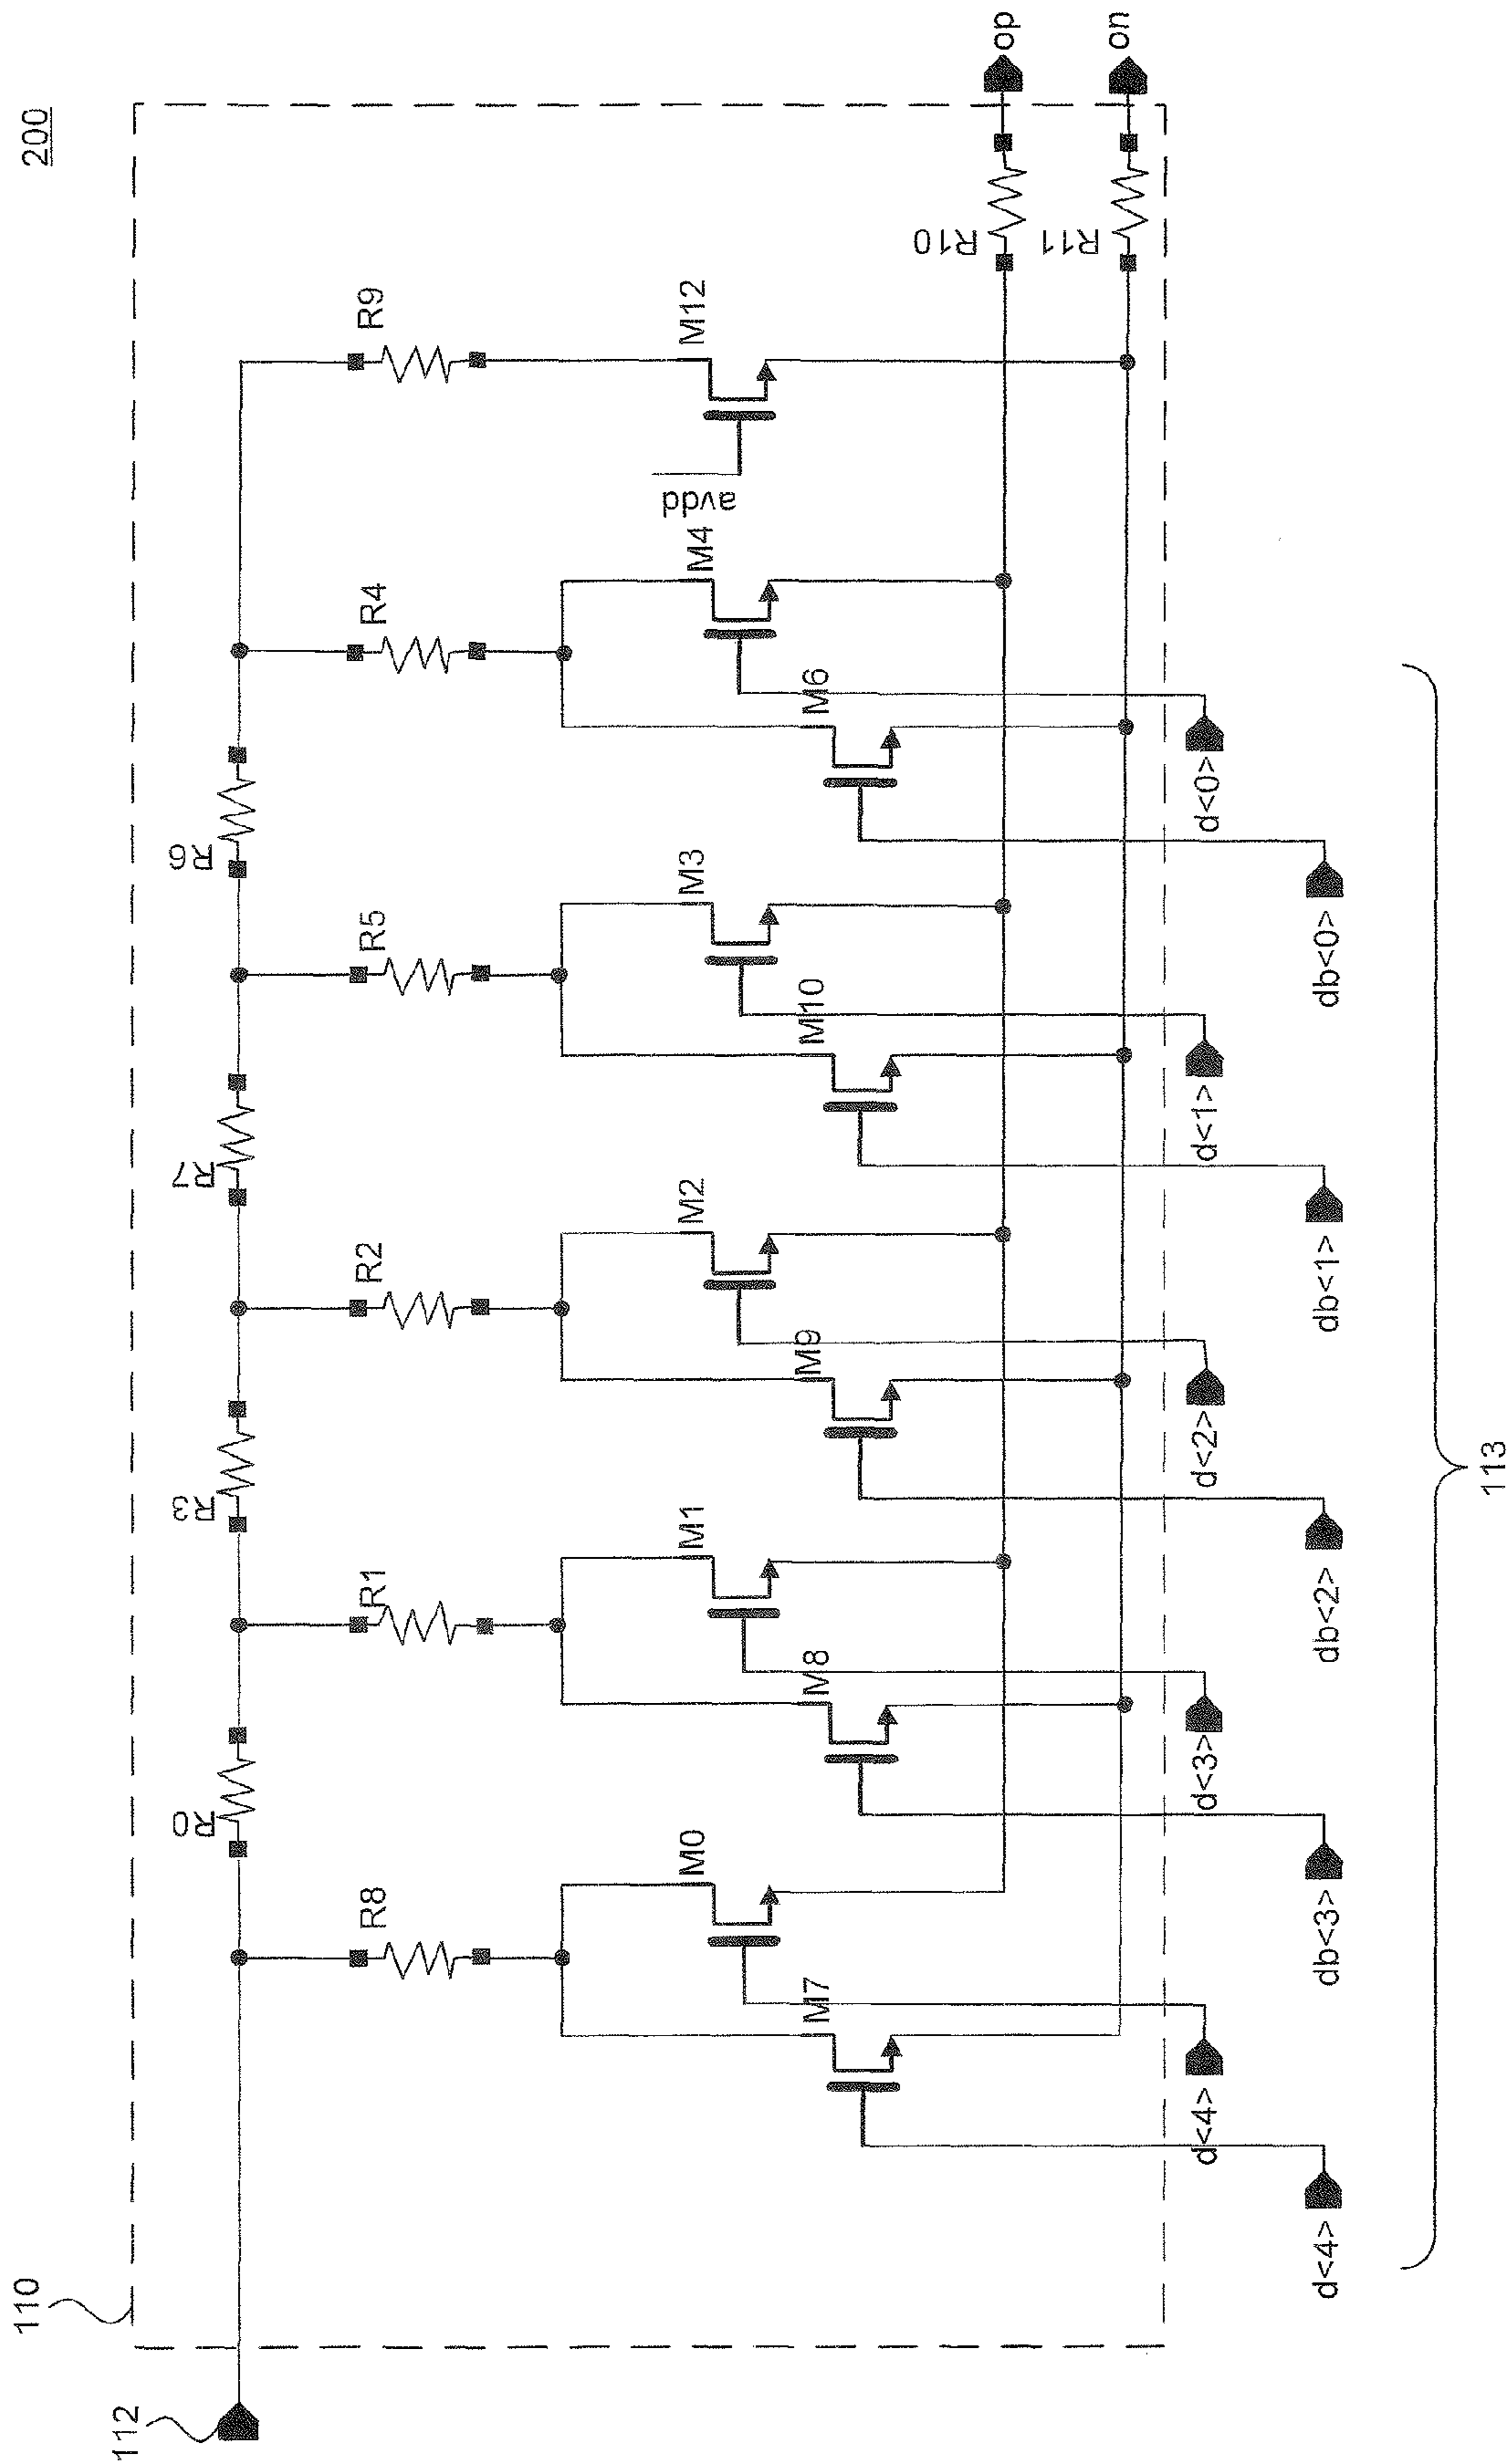 200
110
112
R0
R3
R7
R6
R8
R1
R2
R5
R4
R9
M0
M1
M2
M3
M4
M12
avdd
M7
M8
M9
M10
M6
R10
op
R11
on
d<4>
d<3>
d<2>
d<1>
d<0>
d<4>
db<3>
db<2>
db<1>
db<0>
113